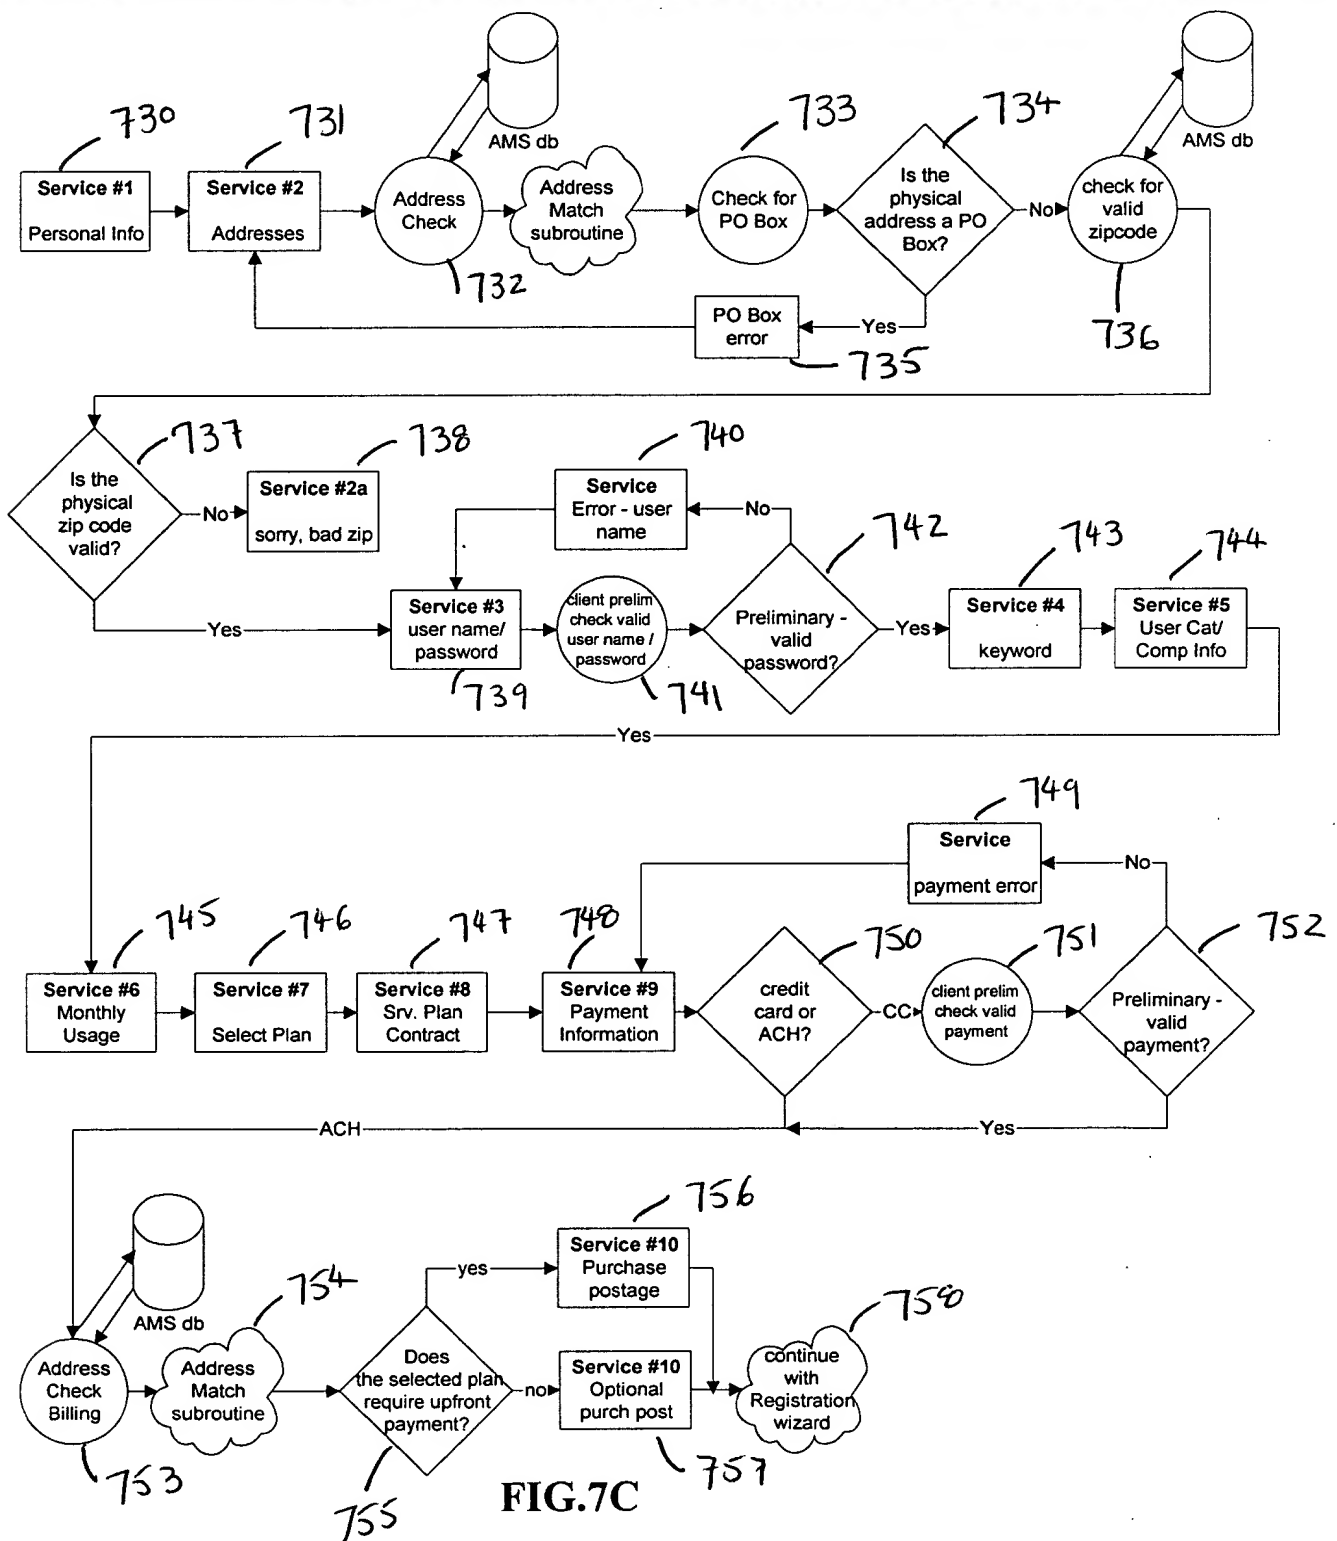 730
731
733
734
AMS db
AMS db
Service #1
Personal Info
Service #2
Addresses
Address
Check
Address
Match
subroutine
Check for
PO Box
Is the
physical
address a PO
Box?
No
check for
valid
zipcode
732
736
PO Box
error
Yes
735
737
738
740
742
743
744
Is the
physical
zip code
valid?
No
Service #2a
sorry, bad zip
Service
Error - user
name
No
Yes
Service #3
user name/
password
client prelim
check valid
user name /
password
Preliminary -
valid
password?
Yes
Service #4
keyword
Service #5
User Cat/
Comp Info
739
741
Yes
749
Service
payment error
No
745
746
747
748
750
751
752
Service #6
Monthly
Usage
Service #7
Select Plan
Service #8
Srv. Plan
Contract
Service #9
Payment
Information
credit
card or
ACH?
CC
client prelim
check valid
payment
Preliminary -
valid
payment?
ACH
Yes
756
754
758
AMS db
yes
Service #10
Purchase
postage
Address
Check
Billing
Address
Match
subroutine
Does
the selected plan
require upfront
payment?
no
Service #10
Optional
purch post
continue
with
Registration
wizard
753
755
757
FIG.7C